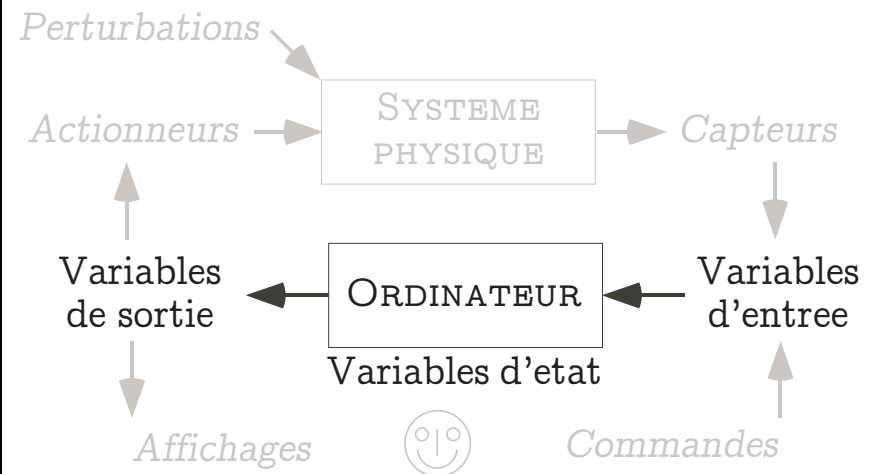 Perturbations
Actionneurs
SYSTEME
PHYSIQUE
Capteurs
Variables
de sortie
ORDINATEUR
Variables
d'entree
Variables d'etat
Affichages
Commandes